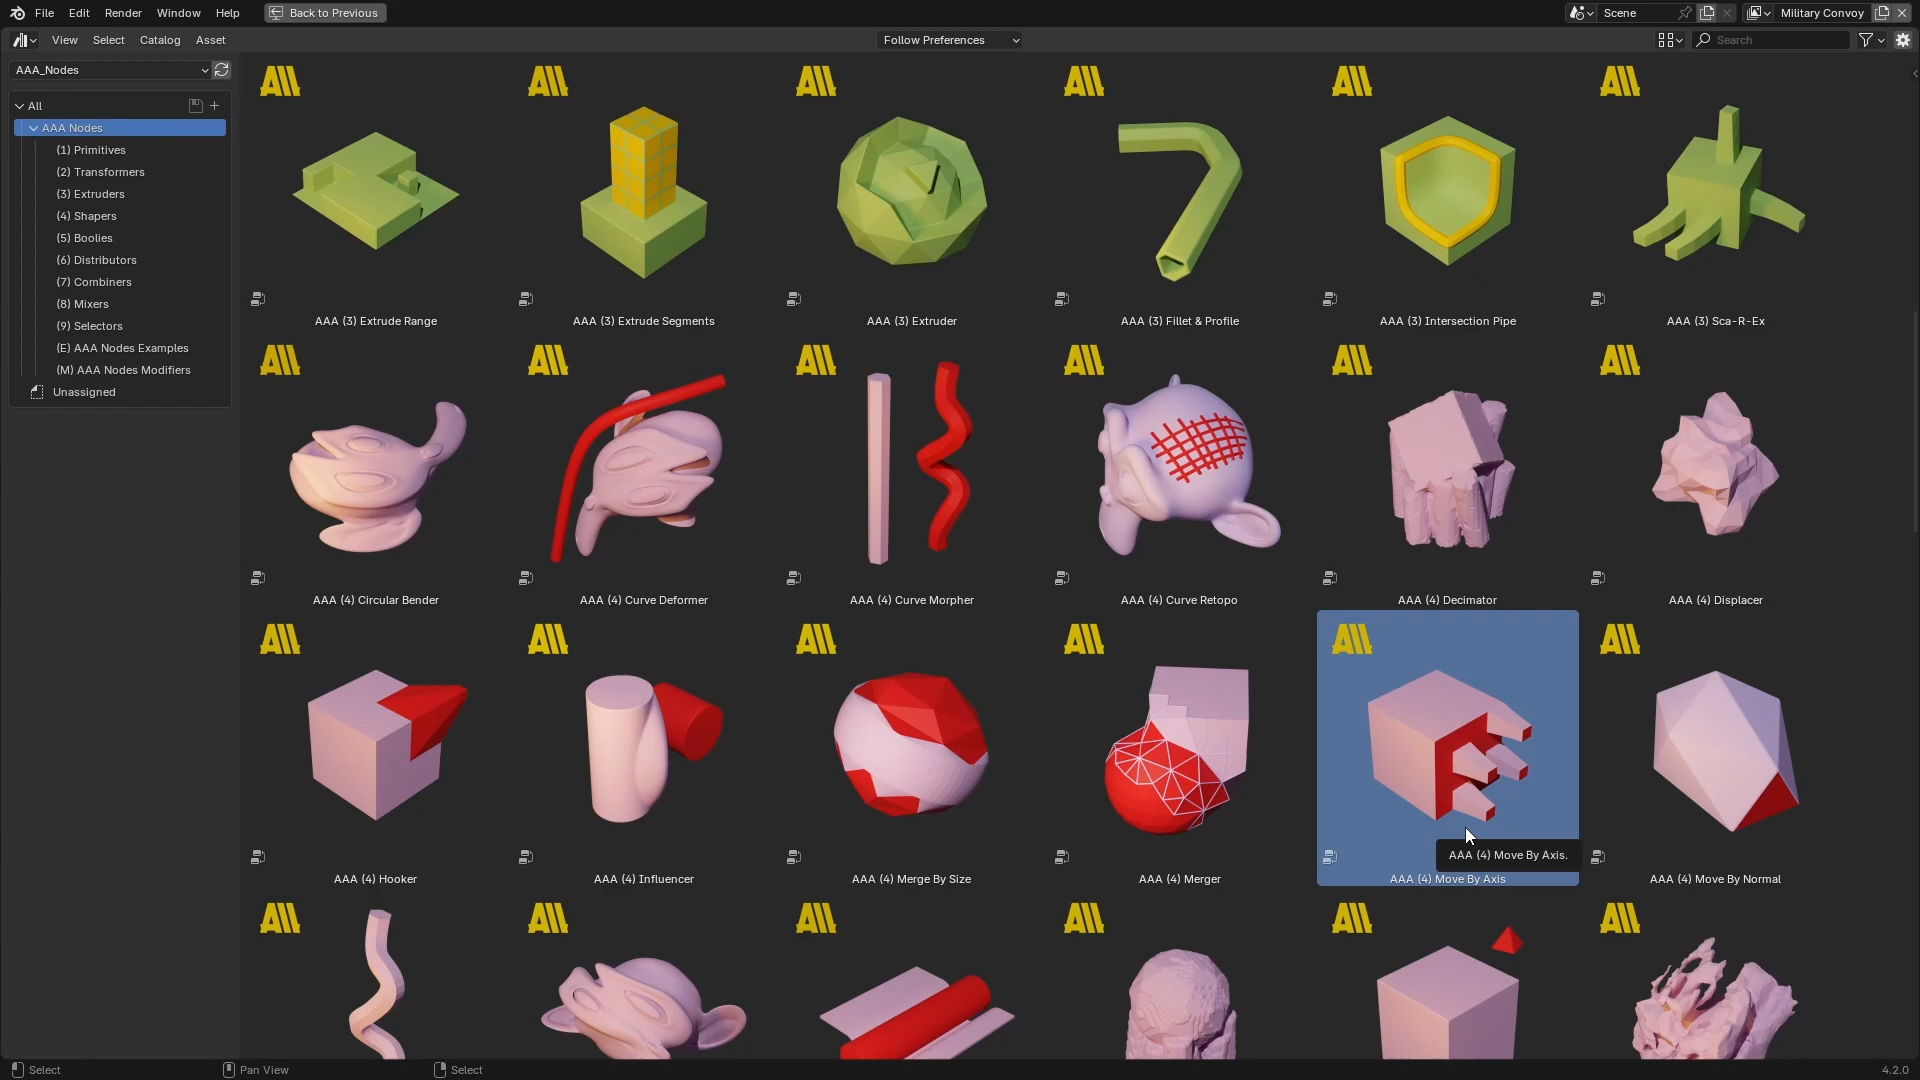 File Edit Render Window Help Back to Previous Scene Military Convoy
View Select Catalog Asset Follow Preferences Search
AAA_Nodes
All
AAA Nodes
(1) Primitives
(2) Transformers
(3) Extruders
(4) Shapers
(5) Boolies
(6) Distributors
(7) Combiners
(8) Mixers
(9) Selectors
(E) AAA Nodes Examples
(M) AAA Nodes Modifiers
Unassigned
AAA (3) Extrude Range
AAA (3) Extrude Segments
AAA (3) Extruder
AAA (3) Fillet & Profile
AAA (3) Intersection Pipe
AAA (3) Sca-R-Ex
AAA (4) Circular Bender
AAA (4) Curve Deformer
AAA (4) Curve Morpher
AAA (4) Curve Retopo
AAA (4) Decimator
AAA (4) Displacer
AAA (4) Move By Axis.
AAA (4) Hooker
AAA (4) Influencer
AAA (4) Merge By Size
AAA (4) Merger
AAA (4) Move By Axis
AAA (4) Move By Normal
Select Pan View Select 4.2.0